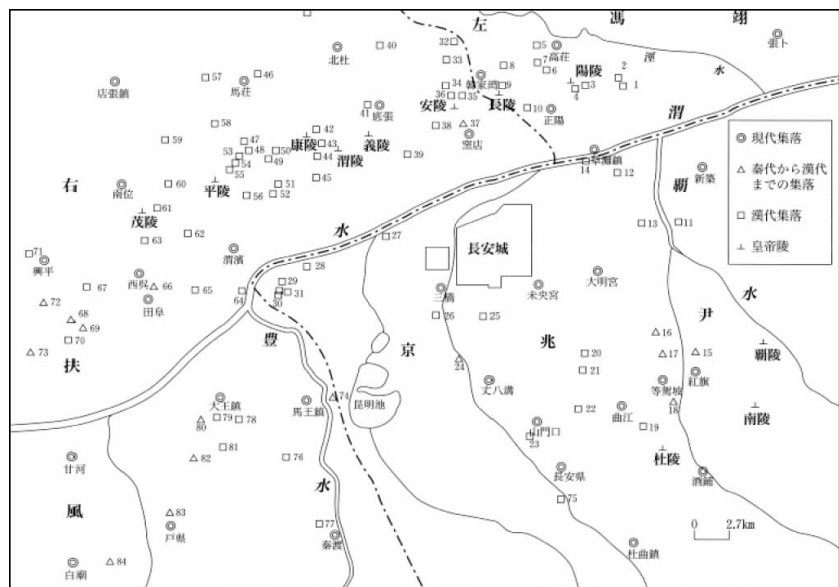 左
馮
翊
32
40
5
高荘
張卜
北杜
33
8
7
6
涇
57
46
34
韓家湾
9
陽陵
2
水
店張鎮
馬荘
36
35
長陵
4
3
1
41
底張
安陵
10
正陽
渭
58
42
38
37
窯店
現代集落
59
47
康陵
43
義陵
覇
秦代から漢代
までの集落
53
48
50
44
渭陵
39
草灘鎮
54
49
14
12
新築
漢代集落
右
55
45
南位
60
平陵
51
皇帝陵
56
52
61
茂陵
13
11
62
水
27
長安城
63
71
渭濱
興平
28
西呉
66
29
三橋
未央宮
大明宮
67
65
64
30
31
水
72
田阜
豊
26
25
尹
68
京
16
69
兆
70
覇陵
73
20
17
15
扶
24
21
等駕坡
紅旗
大王鎮
馬王鎮
74
昆明池
丈八溝
18
79
78
22
曲江
南陵
80
山門口
19
81
23
甘河
82
76
杜陵
長安県
水
75
風
83
77
0
2.7km
戸県
秦渡
杜曲鎮
84
白廟